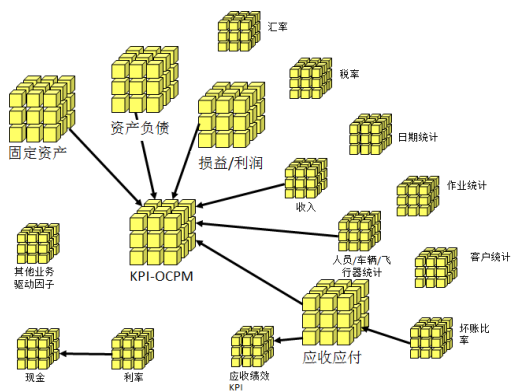 汇率
税率
资产负债
固定资产
损益/利润
日期统计
作业统计
收入
人员/车辆/飞
行器统计
客户统计
其他业务
驱动因子
KPI-OCPM
应收应付
坏账比
率
现金
利率
应收绩效
KPI